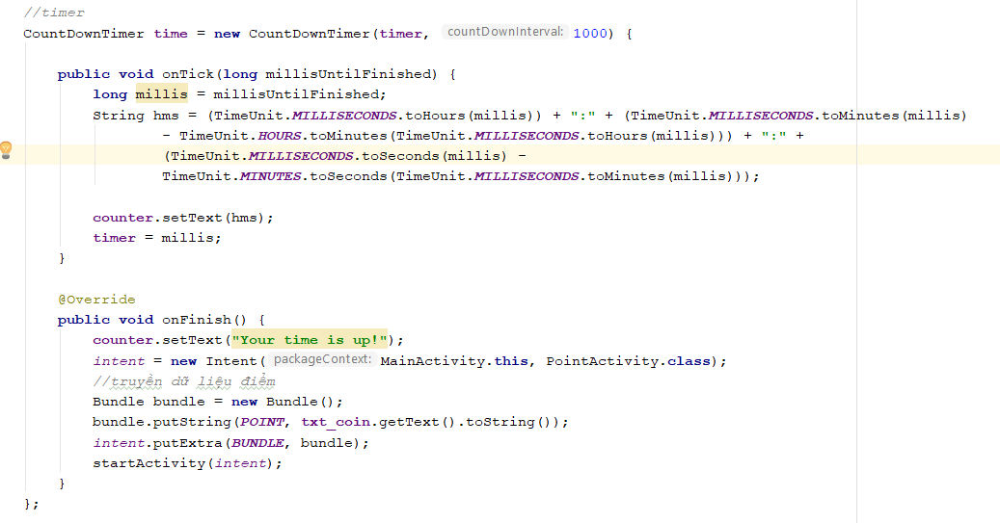 //timer
CountDownTimer time = new CountDownTimer(timer, countDownInterval: 1000) {
public void onTick(long millisUntilFinished) {
long millis = millisUntilFinished;
String hms = (TimeUnit.MILLISECONDS.toHours(millis)) + ":" + (TimeUnit.MILLISECONDS.toMinutes(millis)
- TimeUnit.HOURS.toMinutes(TimeUnit.MILLISECONDS.toHours(millis))) + ":" +
(TimeUnit.MILLISECONDS.toSeconds(millis) -
TimeUnit.MINUTES.toSeconds(TimeUnit.MILLISECONDS.toMinutes(millis)));
counter.setText(hms);
timer = millis;
}
@Override
public void onFinish() {
counter.setText("Your time is up!");
intent = new Intent( packageContext: MainActivity.this, PointActivity.class);
//truyền dữ liệu điểm
Bundle bundle = new Bundle();
bundle.putString(POINT, txt_coin.getText().toString());
intent.putExtra(BUNDLE, bundle);
startActivity(intent);
}
};